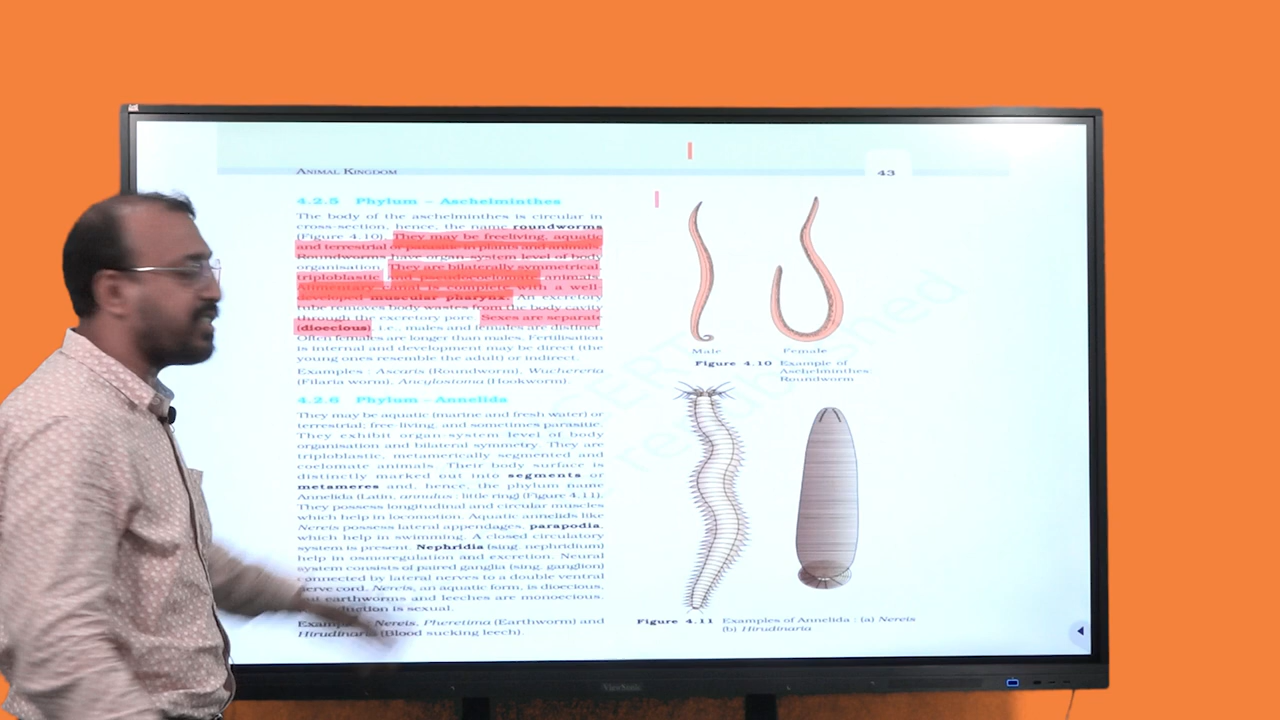 ANIMAL KINGDOM
43
4.2.5 Phylum – Aschelminthes
The body of the aschelminthes is circular in
cross-section, hence, the name roundworms
(Figure 4.10). They may be freeliving, aquatic
and terrestrial or parasitic in plants and animals.
Roundworms have organ-system level of body
organisation. They are bilaterally symmetrical,
triploblastic and pseudocoelomate animals.
Alimentary canal is complete with a well-
developed muscular pharynx. An excretory
tube removes body wastes from the body cavity
through the excretory pore. Sexes are separate
(dioecious), i.e., males and females are distinct.
Often females are longer than males. Fertilisation
is internal and development may be direct (the
young ones resemble the adult) or indirect.
Examples : Ascaris (Roundworm), Wuchereria
(Filaria worm), Ancylostoma (Hookworm).
4.2.6 Phylum – Annelida
They may be aquatic (marine and fresh water) or
terrestrial; free-living, and sometimes parasitic.
They exhibit organ-system level of body
organisation and bilateral symmetry. They are
triploblastic, metamerically segmented and
coelomate animals. Their body surface is
distinctly marked out into segments or
metameres and, hence, the phylum name
Annelida (Latin, annulus : little ring) (Figure 4.11).
They possess longitudinal and circular muscles
which help in locomotion. Aquatic annelids like
Nereis possess lateral appendages, parapodia,
which help in swimming. A closed circulatory
system is present. Nephridia (sing. nephridium)
help in osmoregulation and excretion. Neural
system consists of paired ganglia (sing. ganglion)
connected by lateral nerves to a double ventral
nerve cord. Nereis, an aquatic form, is dioecious,
but earthworms and leeches are monoecious.
is sexual.
Nereis, Pheretima (Earthworm) and
Hirudinaria (Blood sucking leech).
Male Female
Figure 4.10 Example of
Aschelminthes:
Roundworm
Figure 4.11 Examples of Annelida : (a) Nereis
(b) Hirudinaria
ViewSonic